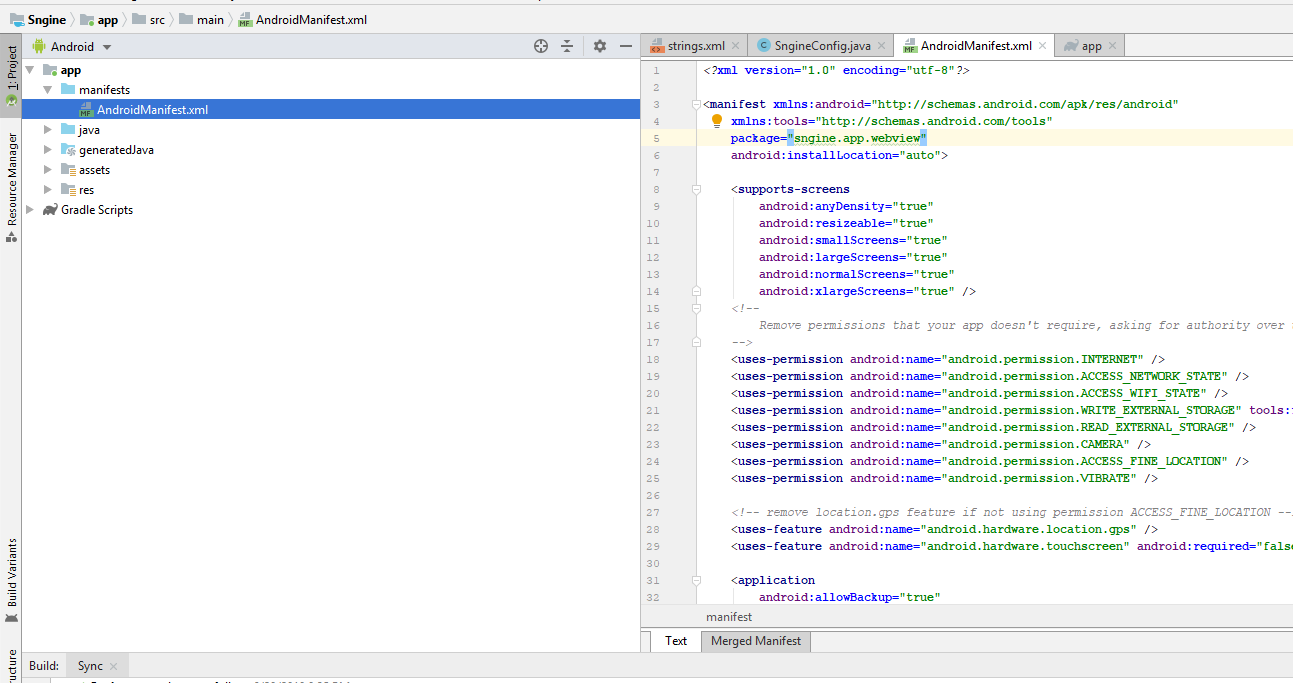 Sngine app src main AndroidManifest.xml
1: Project
Resource Manager
Build Variants
Android
app
manifests
AndroidManifest.xml
java
generatedJava
assets
res
Gradle Scripts
strings.xml SngineConfig.java AndroidManifest.xml app
1 <?xml version="1.0" encoding="utf-8"?>
2
3 <manifest xmlns:android="http://schemas.android.com/apk/res/android"
4 xmlns:tools="http://schemas.android.com/tools"
5 package="sngine.app.webview"
6 android:installLocation="auto">
7
8 <supports-screens
9 android:anyDensity="true"
10 android:resizeable="true"
11 android:smallScreens="true"
12 android:largeScreens="true"
13 android:normalScreens="true"
14 android:xlargeScreens="true" />
15 <!--
16 Remove permissions that your app doesn't require, asking for authority over
17 -->
18 <uses-permission android:name="android.permission.INTERNET" />
19 <uses-permission android:name="android.permission.ACCESS_NETWORK_STATE" />
20 <uses-permission android:name="android.permission.ACCESS_WIFI_STATE" />
21 <uses-permission android:name="android.permission.WRITE_EXTERNAL_STORAGE" tools:
22 <uses-permission android:name="android.permission.READ_EXTERNAL_STORAGE" />
23 <uses-permission android:name="android.permission.CAMERA" />
24 <uses-permission android:name="android.permission.ACCESS_FINE_LOCATION" />
25 <uses-permission android:name="android.permission.VIBRATE" />
26
27 <!-- remove location.gps feature if not using permission ACCESS_FINE_LOCATION --
28 <uses-feature android:name="android.hardware.location.gps" />
29 <uses-feature android:name="android.hardware.touchscreen" android:required="false
30
31 <application
32 android:allowBackup="true"
manifest
Text Merged Manifest
Build: Sync